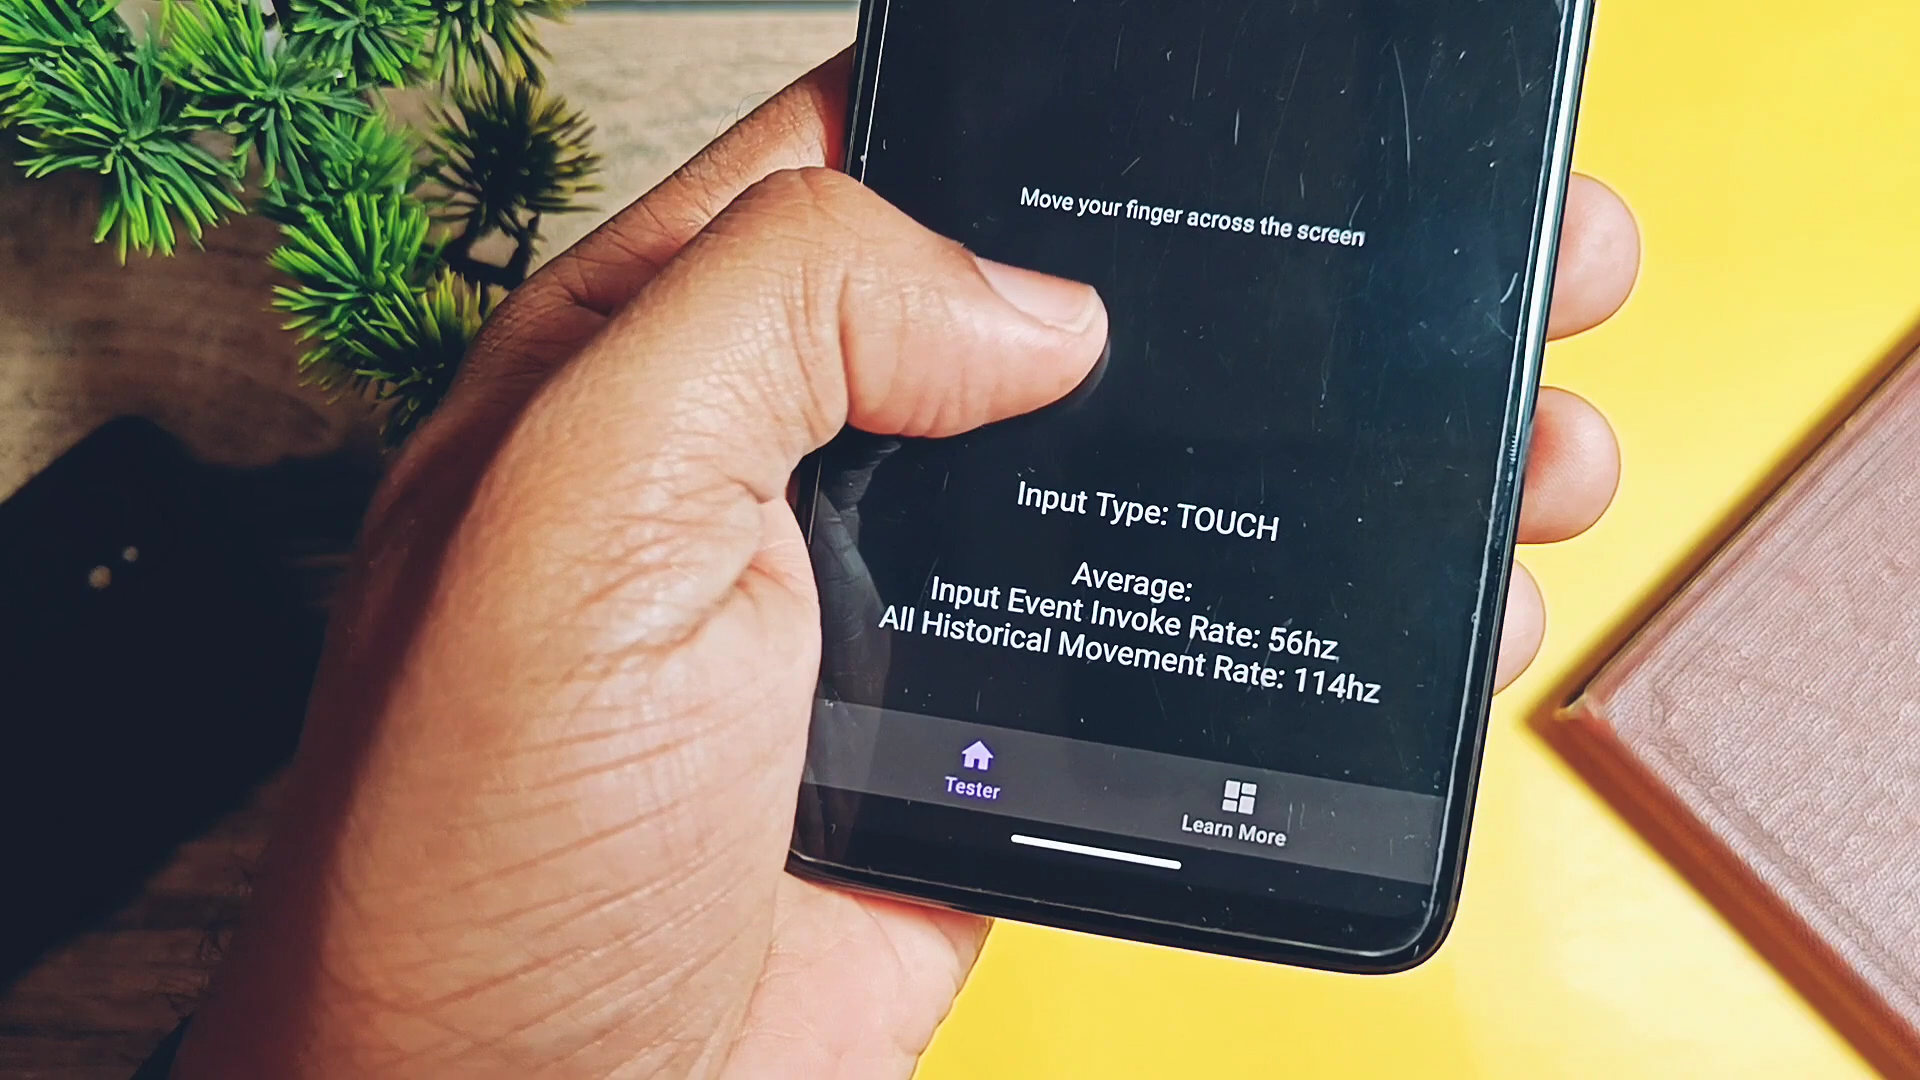 Move your finger across the screen
Input Type: TOUCH
Average:
Input Event Invoke Rate: 56hz
All Historical Movement Rate: 114hz
Tester
Learn More